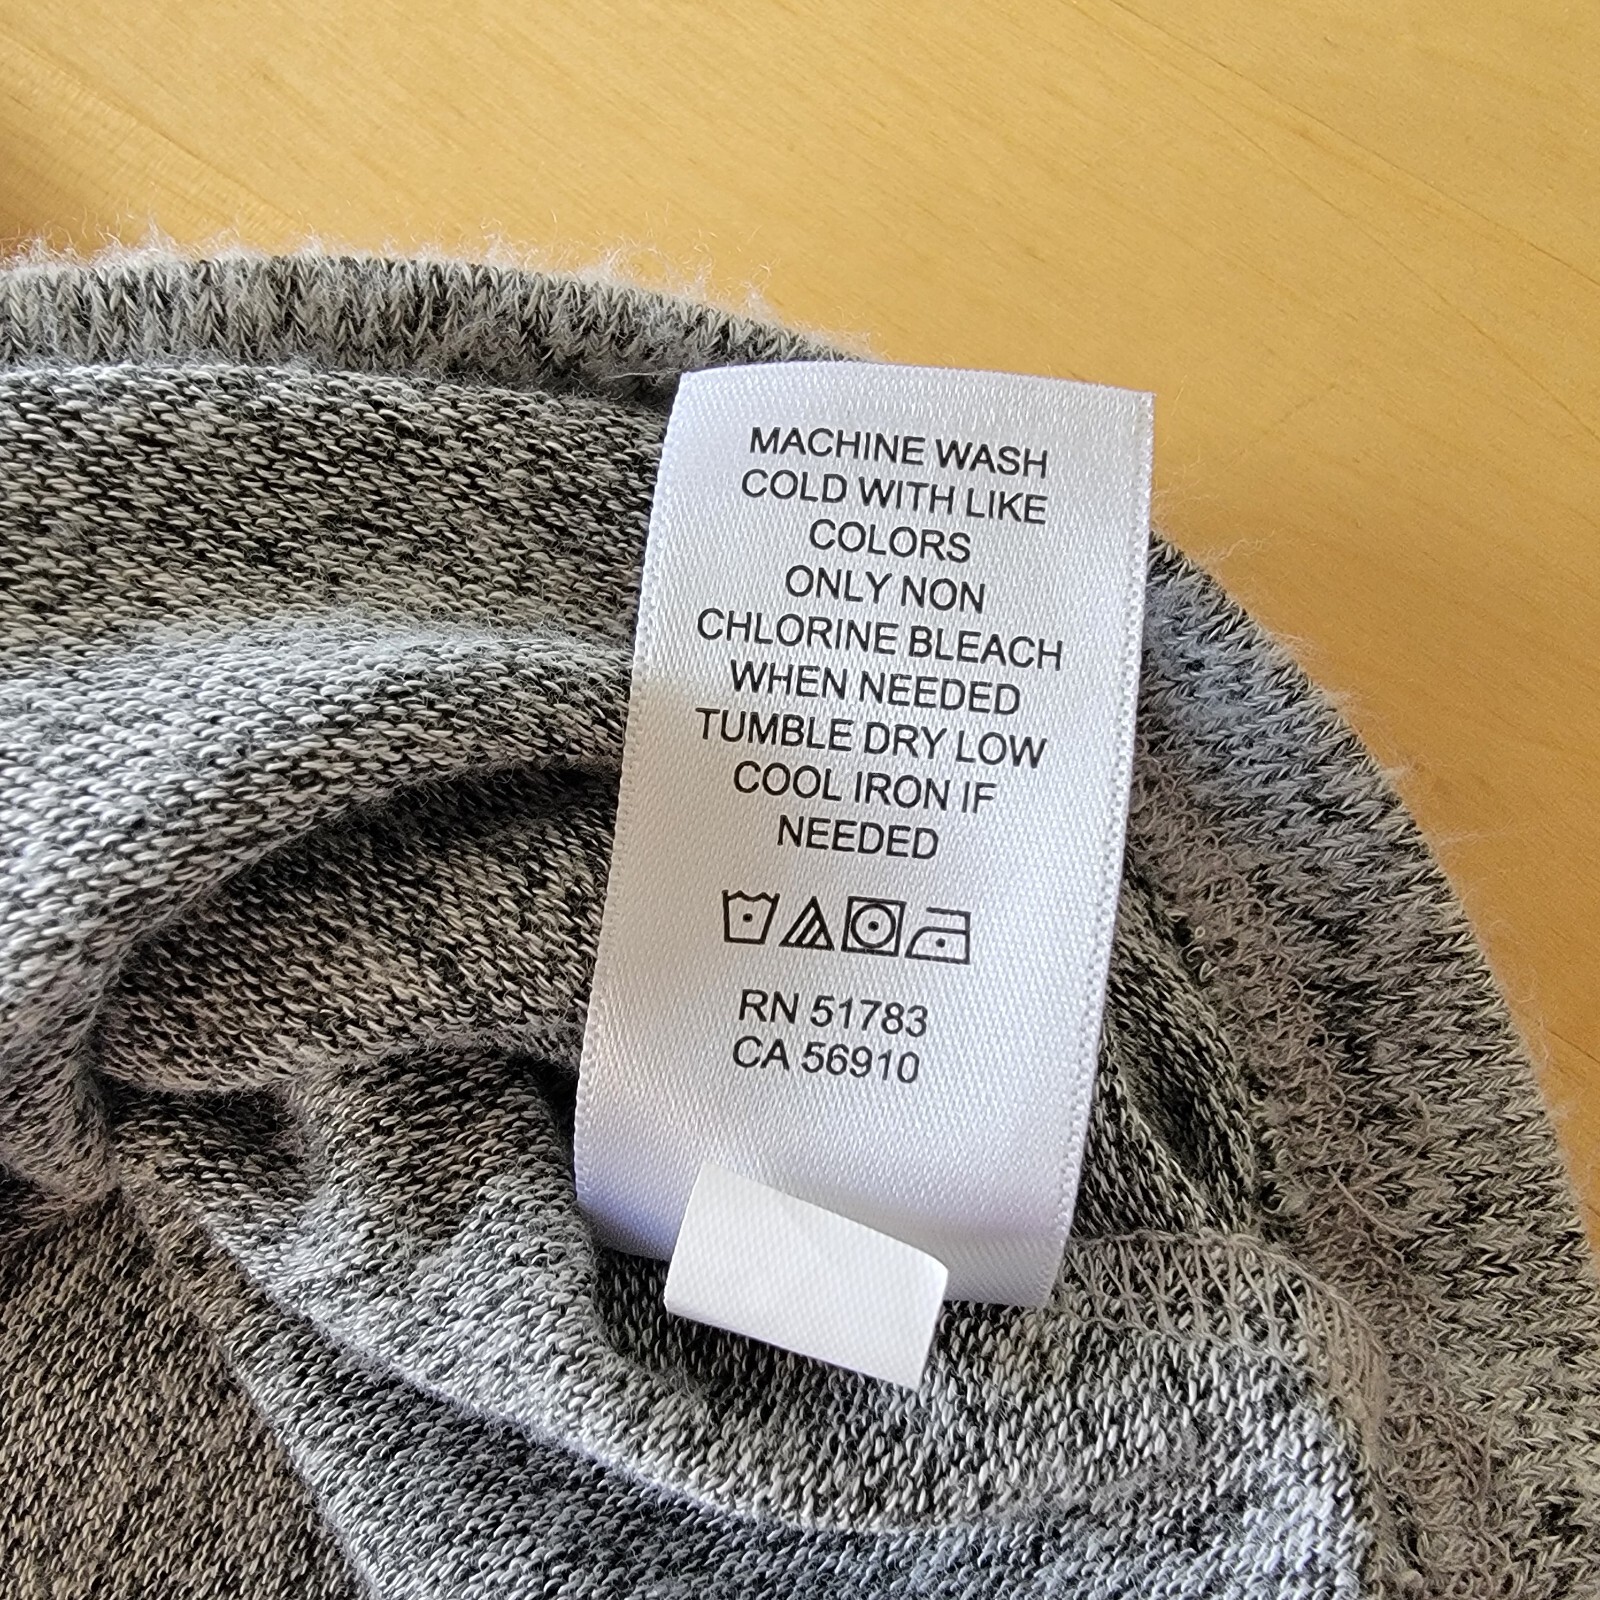 MACHINE WASH
COLD WITH LIKE
COLORS
ONLY NON
CHLORINE BLEACH
WHEN NEEDED
TUMBLE DRY LOW
COOL IRON IF
NEEDED
RN 51783
CA 56910